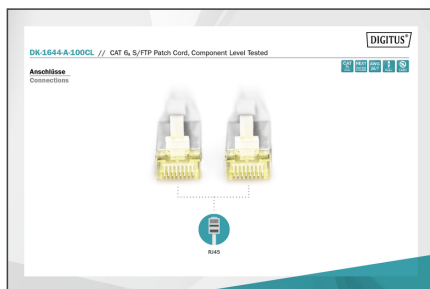 DIGITUS®
DK-1644-A-100CL // CAT 6A S/FTP Patch Cord, Component Level Tested
Anschlüsse
Connections
RJ45